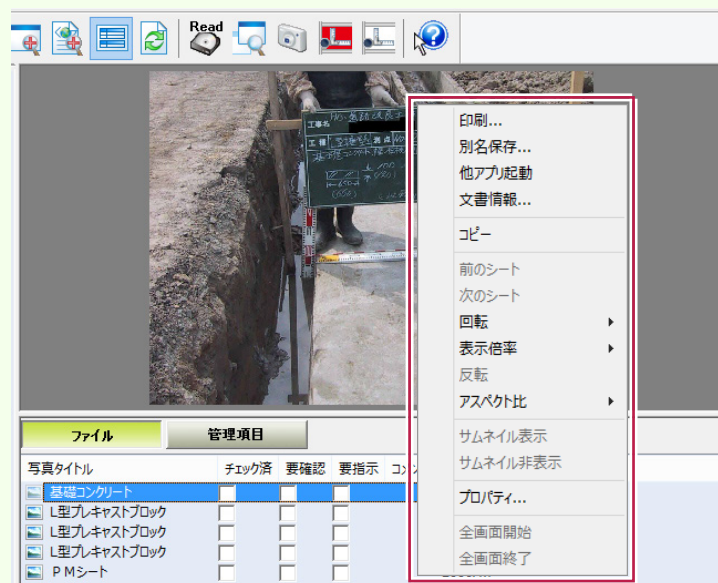 Read
工事名
工種
測点
印刷...
別名保存...
他アプリ起動
文書情報...
コピー
前のシート
次のシート
回転
表示倍率
反転
アスペクト比
サムネイル表示
サムネイル非表示
プロパティ...
全画面開始
全画面終了
ファイル 管理項目
写真タイトル チェック済 要確認 要指示
基礎コンクリート
L型プレキャストブロック
L型プレキャストブロック
L型プレキャストブロック
PMシート